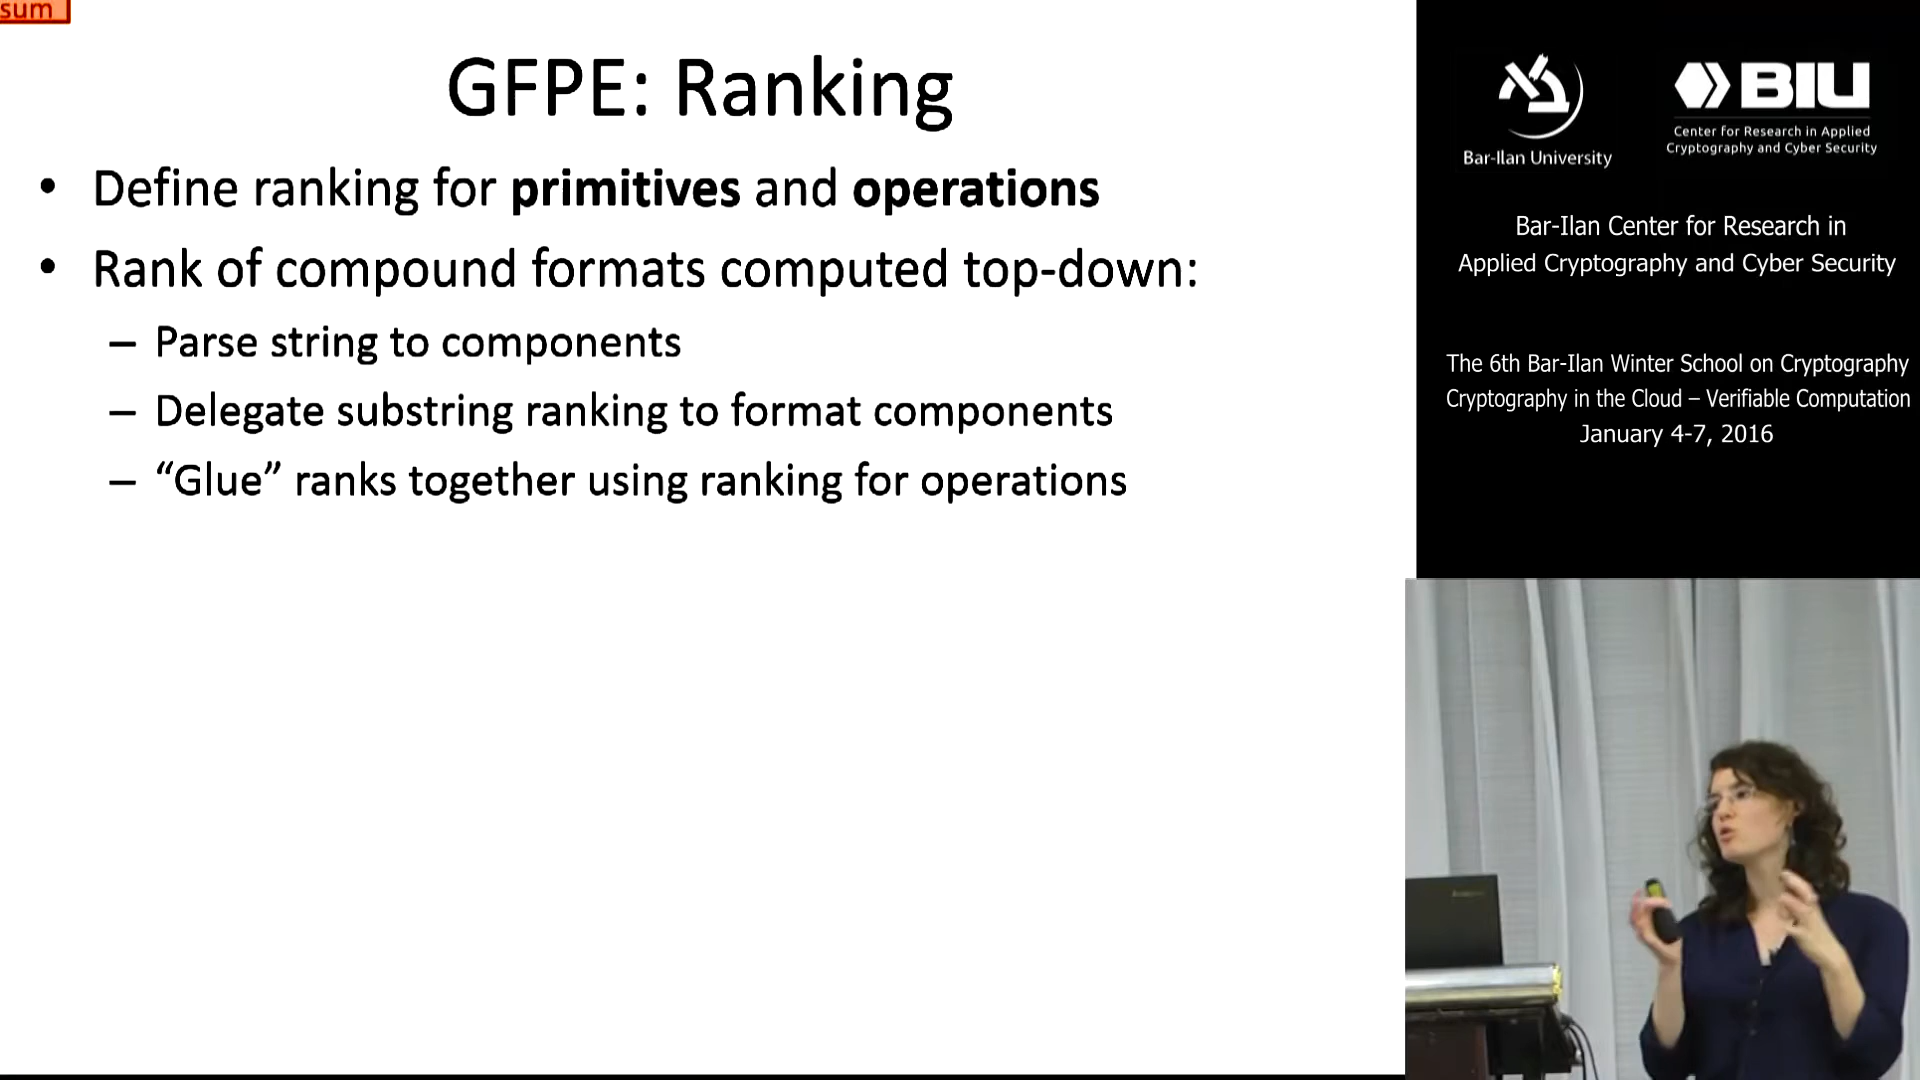 sum
GFPE: Ranking
• Define ranking for primitives and operations
• Rank of compound formats computed top-down:
– Parse string to components
– Delegate substring ranking to format components
– “Glue” ranks together using ranking for operations
Bar-Ilan University
BIU
Center for Research in Applied
Cryptography and Cyber Security
Bar-Ilan Center for Research in
Applied Cryptography and Cyber Security
The 6th Bar-Ilan Winter School on Cryptography
Cryptography in the Cloud – Verifiable Computation
January 4-7, 2016